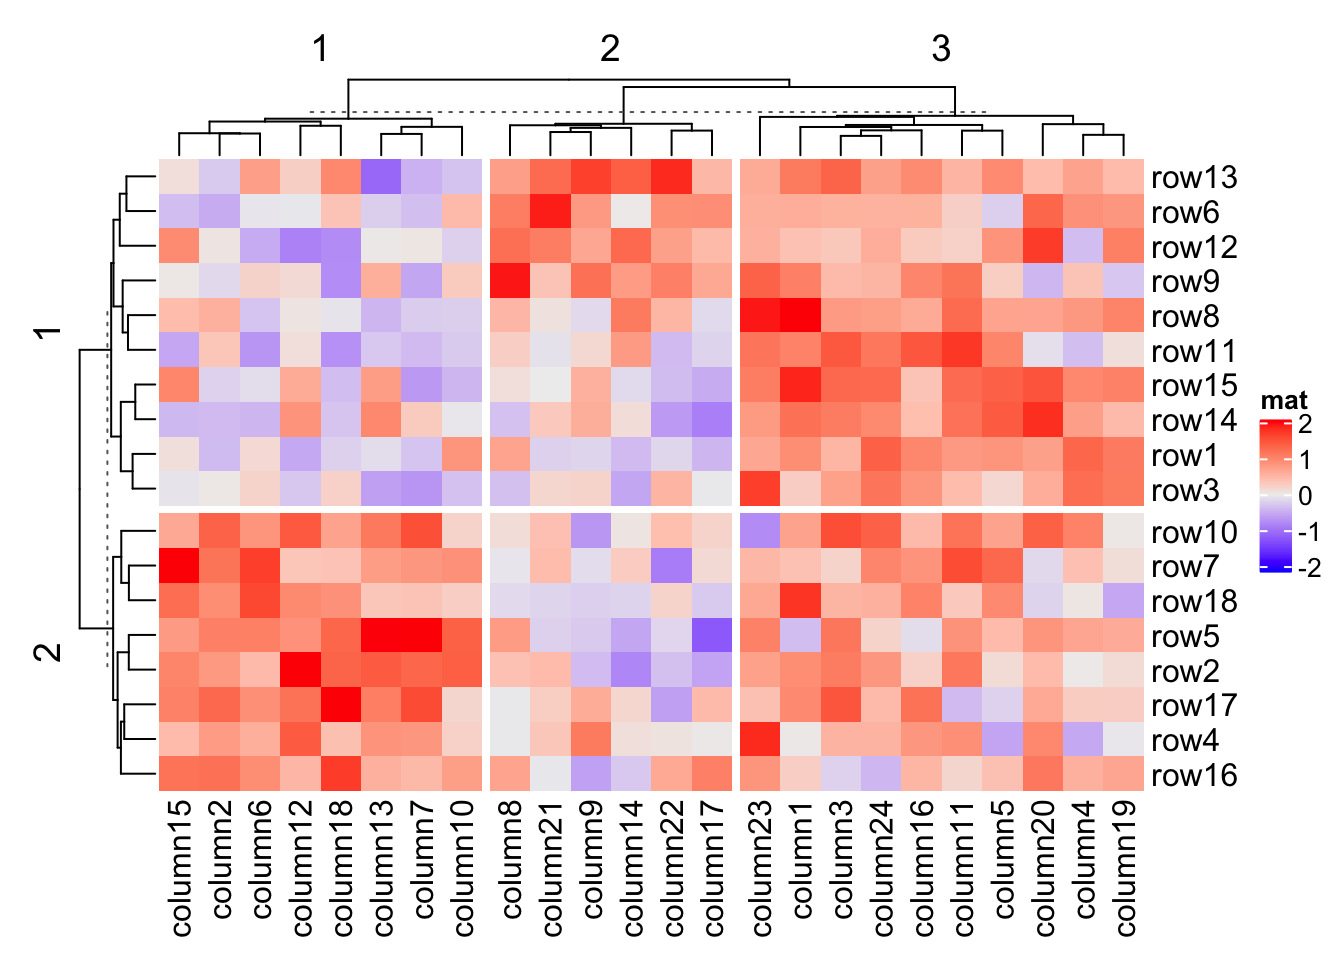 1 2 3
1
2
row13
row6
row12
row9
row8
row11
row15
row14
row1
row3
row10
row7
row18
row5
row2
row17
row4
row16
column15
column2
column6
column12
column18
column13
column7
column10
column8
column21
column9
column14
column22
column17
column23
column1
column3
column24
column16
column11
column5
column20
column4
column19
mat
2
1
0
-1
-2